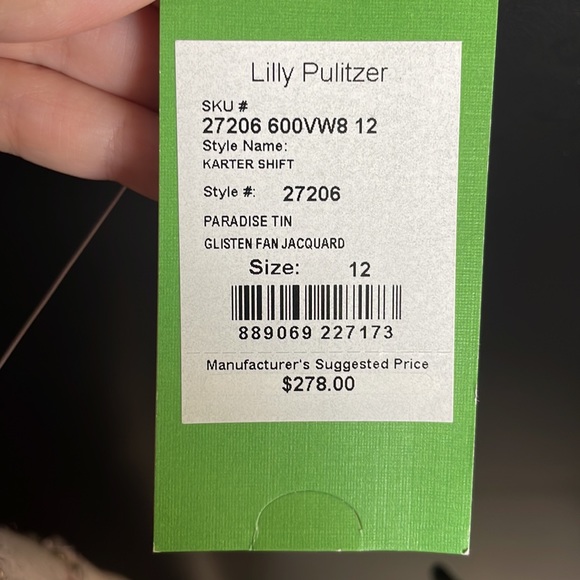 Lilly Pulitzer
SKU #
27206 600VW8 12
Style Name:
KARTER SHIFT
Style #: 27206
PARADISE TIN
GLISTEN FAN JACQUARD
Size: 12
889069 227173
Manufacturer's Suggested Price
$278.00